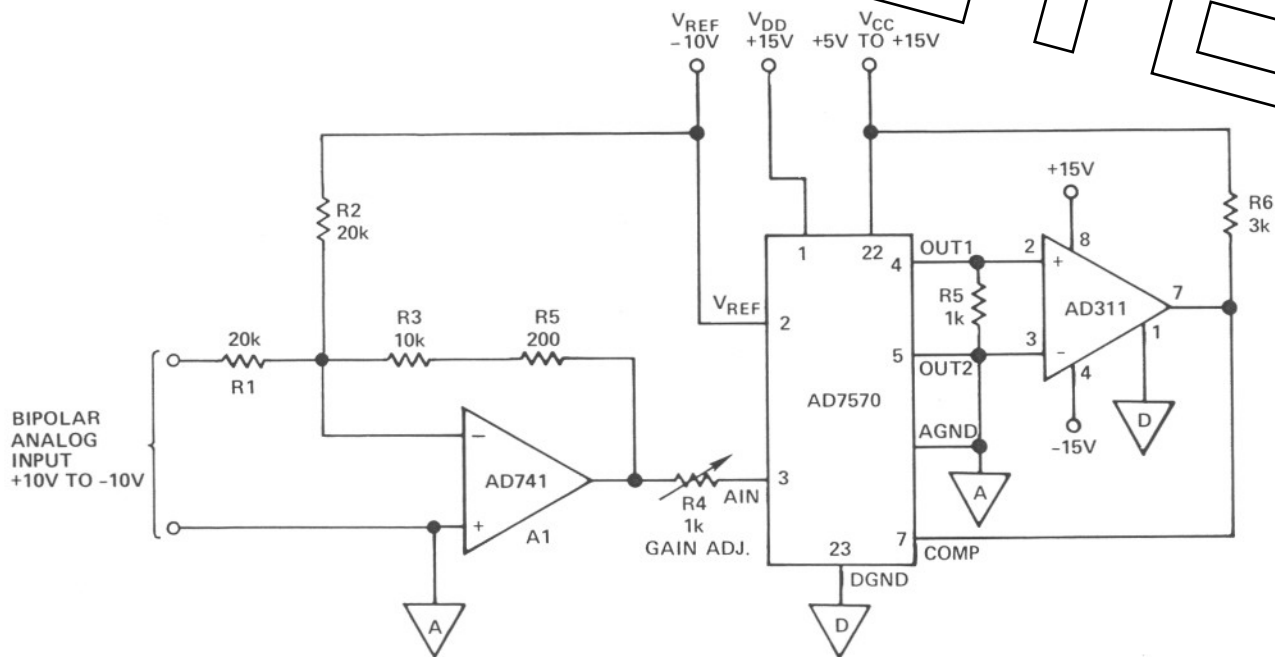 VREF
-10V
VDD
+15V
VCC
+5V TO +15V
R2
20k
+15V
R6
3k
1
22
4
OUT1
2
+
8
R5
1k
AD311
7
1
VREF
2
3
-
4
5
OUT2
-15V
D
20k
R1
R3
10k
R5
200
AD7570
AGND
A
BIPOLAR
ANALOG
INPUT
+10V TO -10V
-
AD741
+
A1
R4
1k
GAIN ADJ.
AIN
3
7
COMP
23
DGND
A
D